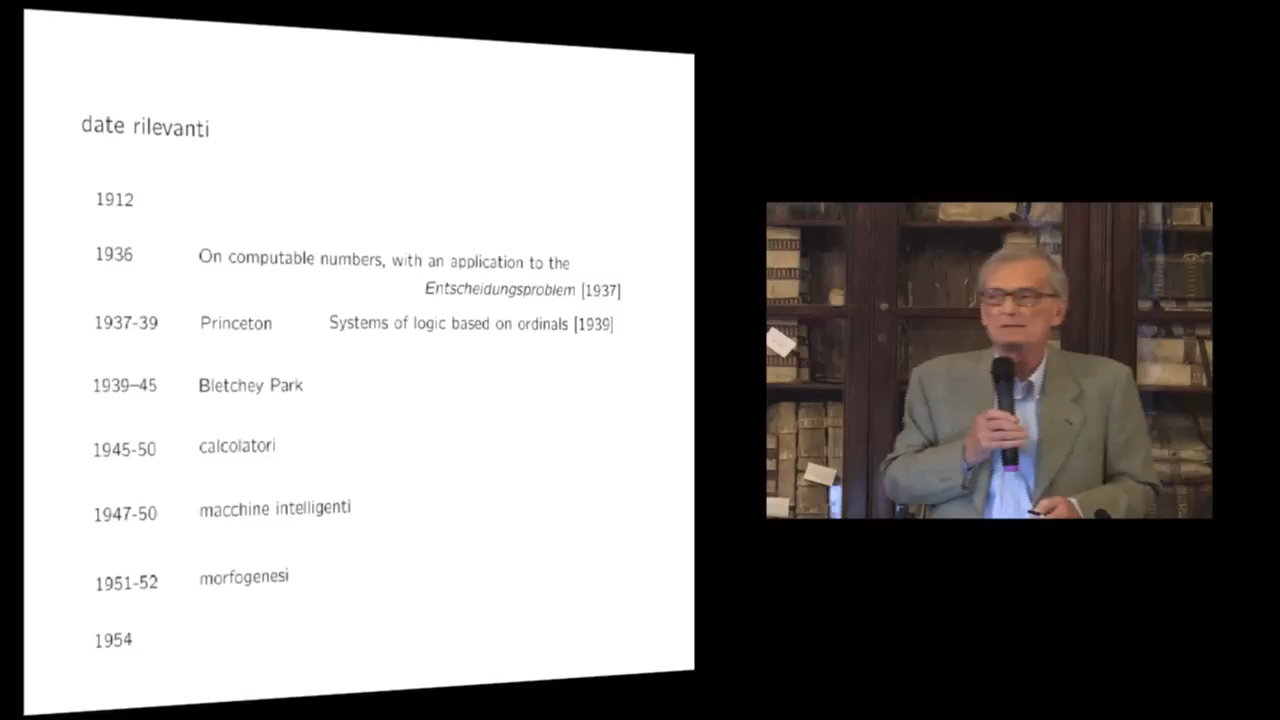 date rilevanti
1912
1936 On computable numbers, with an application to the
Entscheidungsproblem [1937]
1937-39 Princeton Systems of logic based on ordinals [1939]
1939–45 Bletchey Park
1945-50 calcolatori
1947-50 macchine intelligenti
1951-52 morfogenesi
1954